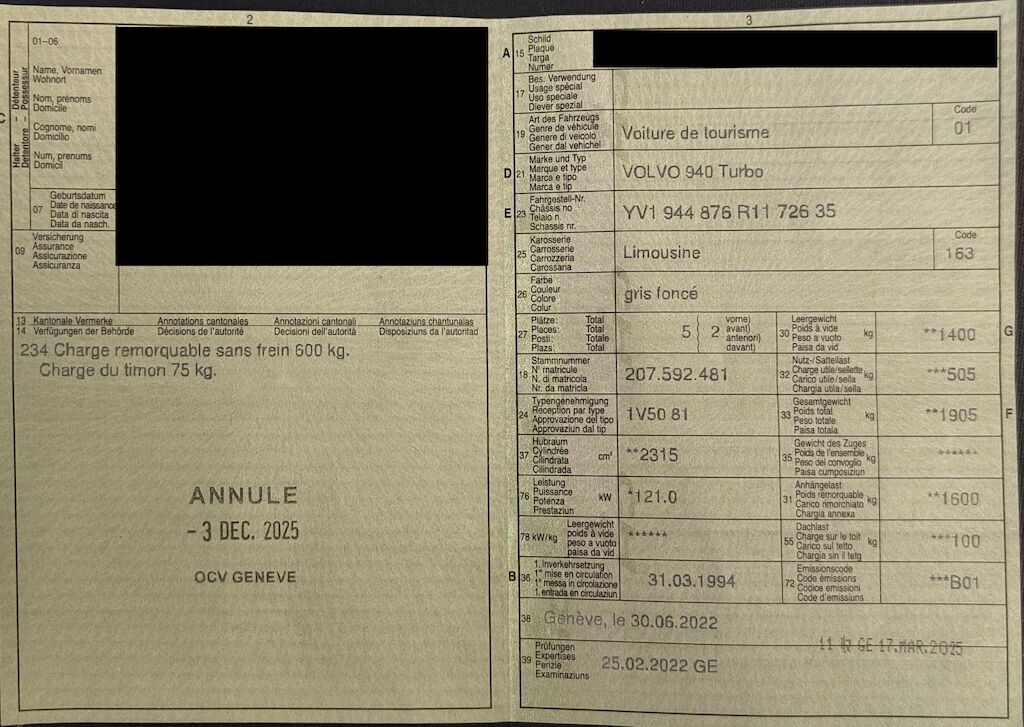 2
01–06
Halter – Détenteur
Detentore – Possessur
C
Name, Vornamen
Wohnort
Nom, prénoms
Domicile
Cognome, nomi
Domicilio
Num, prenums
Domicil
07
Geburtsdatum
Date de naissance
Data di nascita
Data da nasch.
09
Versicherung
Assurance
Assicurazione
Assicuranza
13 Kantonale Vermerke Annotations cantonales Annotazioni cantonali Annotaziuns chantunalas
14 Verfügungen der Behörde Décisions de l'autorité Decisioni dell'autorità Disposiziuns da l'autoritad
234 Charge remorquable sans frein 600 kg.
Charge du timon 75 kg.
ANNULE
- 3 DEC. 2025
OCV GENEVE
3
A 15
Schild
Plaque
Targa
Numer
17
Bes. Verwendung
Usage spécial
Uso speciale
Diever spezial
19
Art des Fahrzeugs
Genre de véhicule
Genere di veicolo
Gener dal vehichel
Voiture de tourisme
Code
01
D 21
Marke und Typ
Marque et type
Marca e tipo
Marca e tip
VOLVO 940 Turbo
E 23
Fahrgestell-Nr.
Châssis no
Telaio n.
Schassis nr.
YV1 944 876 R11 726 35
25
Karosserie
Carrosserie
Carrozzeria
Carossaria
Limousine
Code
163
26
Farbe
Couleur
Colore
Colur
gris foncé
27
Plätze: Total
Places: Total
Posti: Totale
Plazs: Total
5 { 2
vorne)
avant)
anteriori)
davant)
30
Leergewicht
Poids à vide
Peso a vuoto
Paisa da vid
kg
**1400
G
18
Stammnummer
N° matricule
N. di matricola
Nr. da matricla
207.592.481
32
Nutz-/Sattellast
Charge utile/sellette
Carico utile/sella
Chargia utila/sella
kg
***505
24
Typengenehmigung
Réception par type
Approvazione del tipo
Approvaziun dal tip
1V50 81
33
Gesamtgewicht
Poids total
Peso totale
Paisa totala
kg
**1905
F
37
Hubraum
Cylindrée
Cilindrata
Cilindrada
cm³
**2315
35
Gewicht des Zuges
Poids de l'ensemble
Peso del convoglio
Paisa cumposiziun
kg
******
76
Leistung
Puissance
Potenza
Prestaziun
kW
*121.0
31
Anhängelast
Poids remorquable
Carico rimorchiato
Chargia annexa
kg
**1600
78 kW/kg
Leergewicht
poids à vide
peso a vuoto
paisa da vid
******
55
Dachlast
Charge sur le toit
Carico sul tetto
Chargia sin il tetg
kg
***100
B 36
1. Inverkehrsetzung
1re mise en circulation
1a messa in circolazione
1. entrada en circulaziun
31.03.1994
72
Emissionscode
Code émissions
Codice emissioni
Code d'emissiuns
***B01
38
Genève, le 30.06.2022
39
Prüfungen
Expertises
Perizie
Examinaziuns
25.02.2022 GE
GE 17.MAR.2025